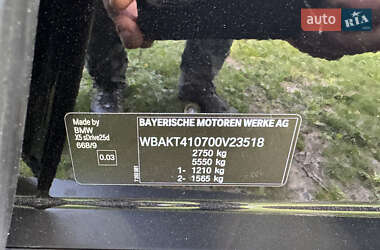 auto RIA
Made by
BMW
X5 sDrive25d
668/9
0.03
BAYERISCHE MOTOREN WERKE AG
WBAKT410700V23518
2750 kg
5550 kg
1- 1210 kg
2- 1565 kg